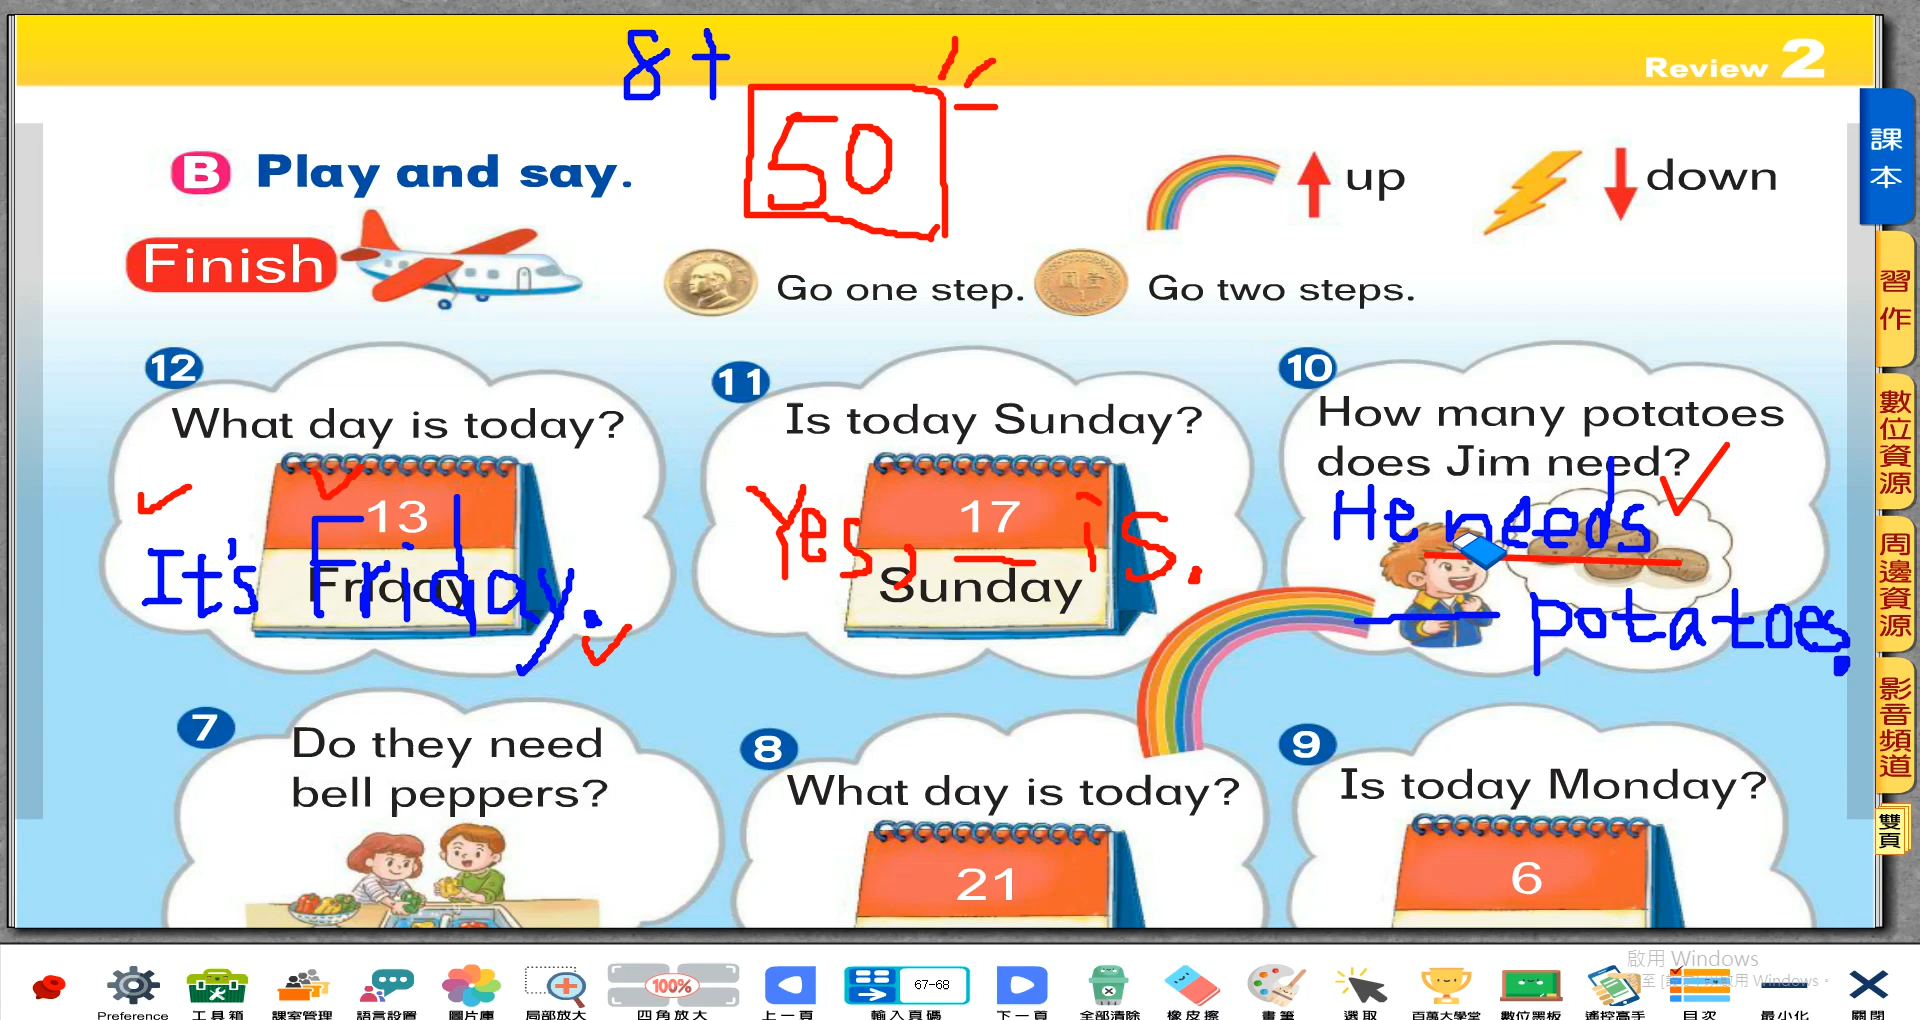 8+
50
Review 2
B Play and say.
up
down
Finish
Go one step.
Go two steps.
12
What day is today?
13
Friday
It's Friday.
11
Is today Sunday?
17
Sunday
Yes, __ is.
10
How many potatoes
does Jim need?
He needs
__ potatoes.
7
Do they need
bell peppers?
8
What day is today?
21
9
Is today Monday?
6
課本
習作
數位資源
周邊資源
影音頻道
雙頁
啟用 Windows
Preference
工具箱
課室管理
語言設置
圖片庫
局部放大
100%
四角放大
上一頁
67-68
輸入頁碼
下一頁
全部清除
橡皮擦
畫筆
選取
百萬大學堂
數位黑板
遙控高手
目次
最小化
關閉